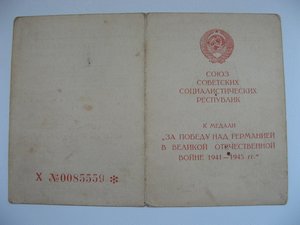 СОЮЗ
СОВЕТСКИХ
СОЦИАЛИСТИЧЕСКИХ
РЕСПУБЛИК
К МЕДАЛИ
„ЗА ПОБЕДУ НАД ГЕРМАНИЕЙ
В ВЕЛИКОЙ ОТЕЧЕСТВЕННОЙ
ВОЙНЕ 1941—1945 гг.“
Х №0085559 *